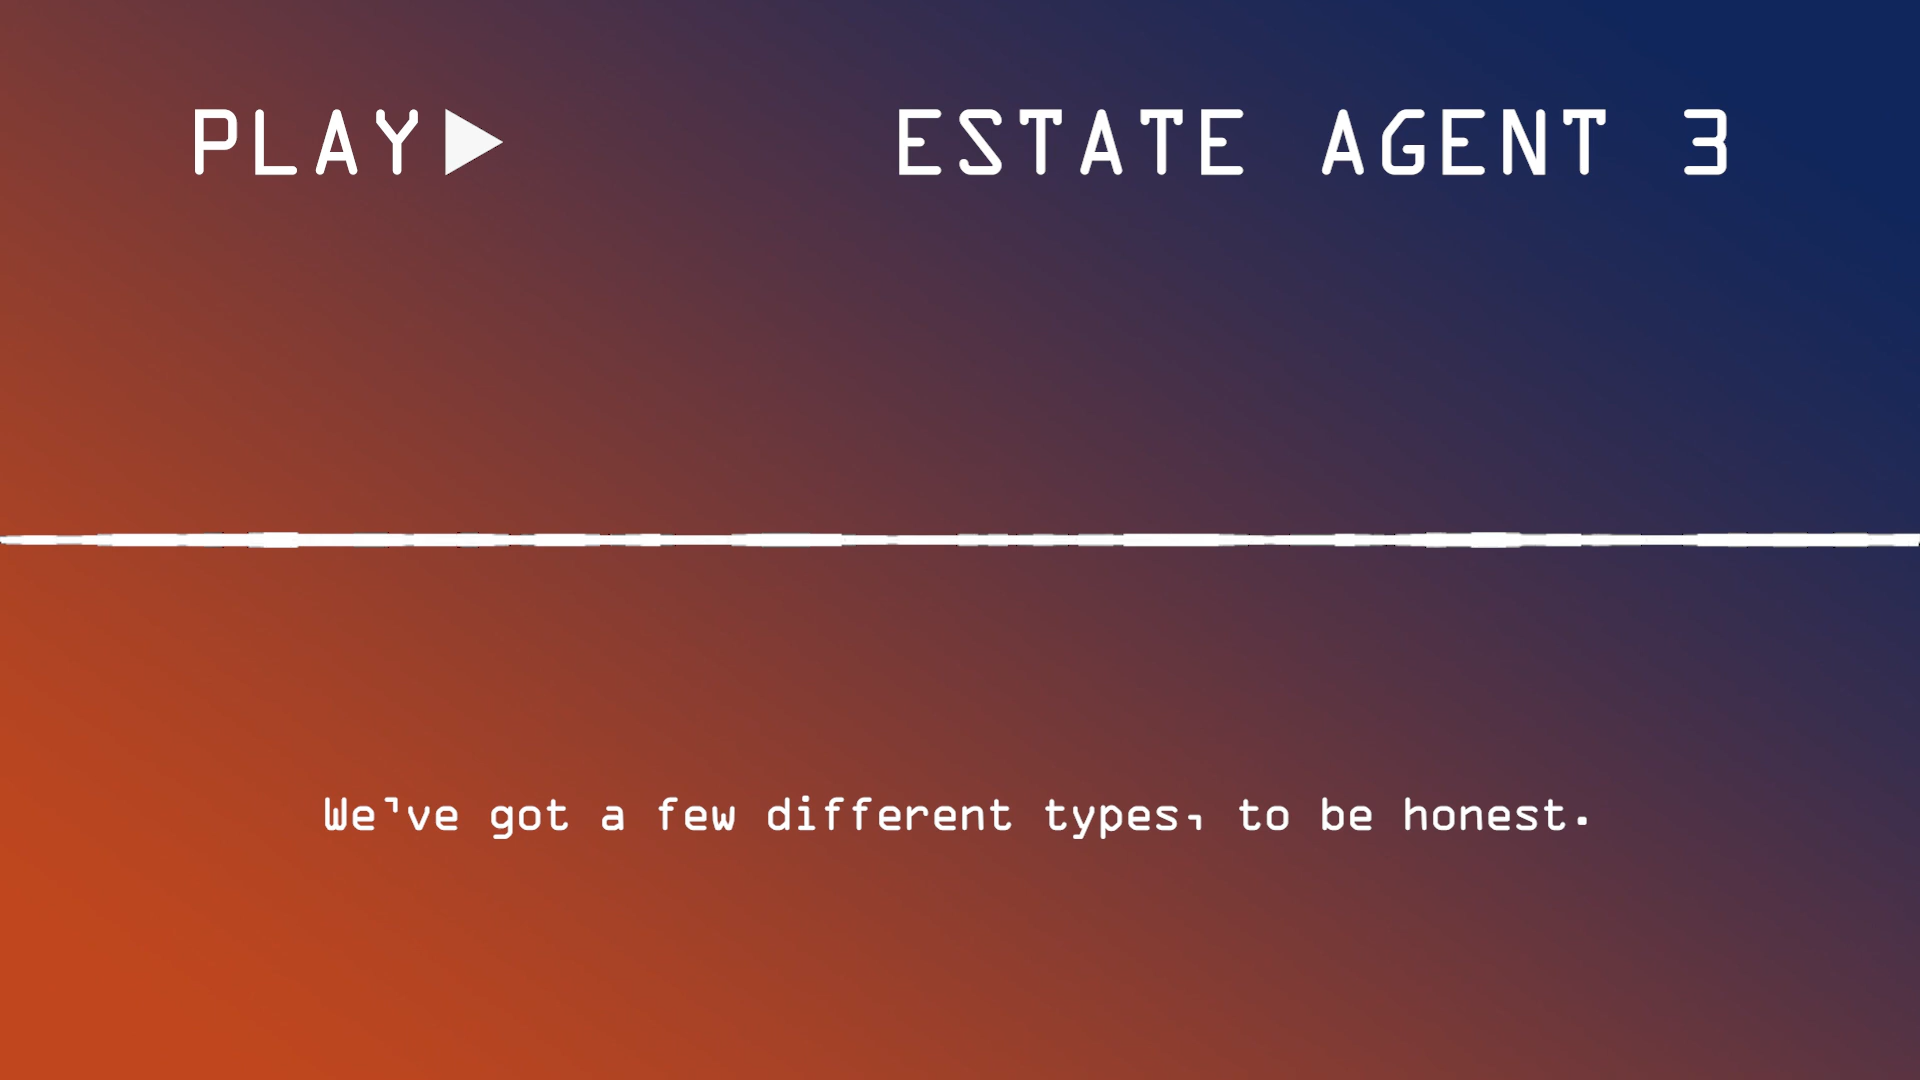 PLAY▶ ESTATE AGENT 3
We've got a few different types, to be honest.